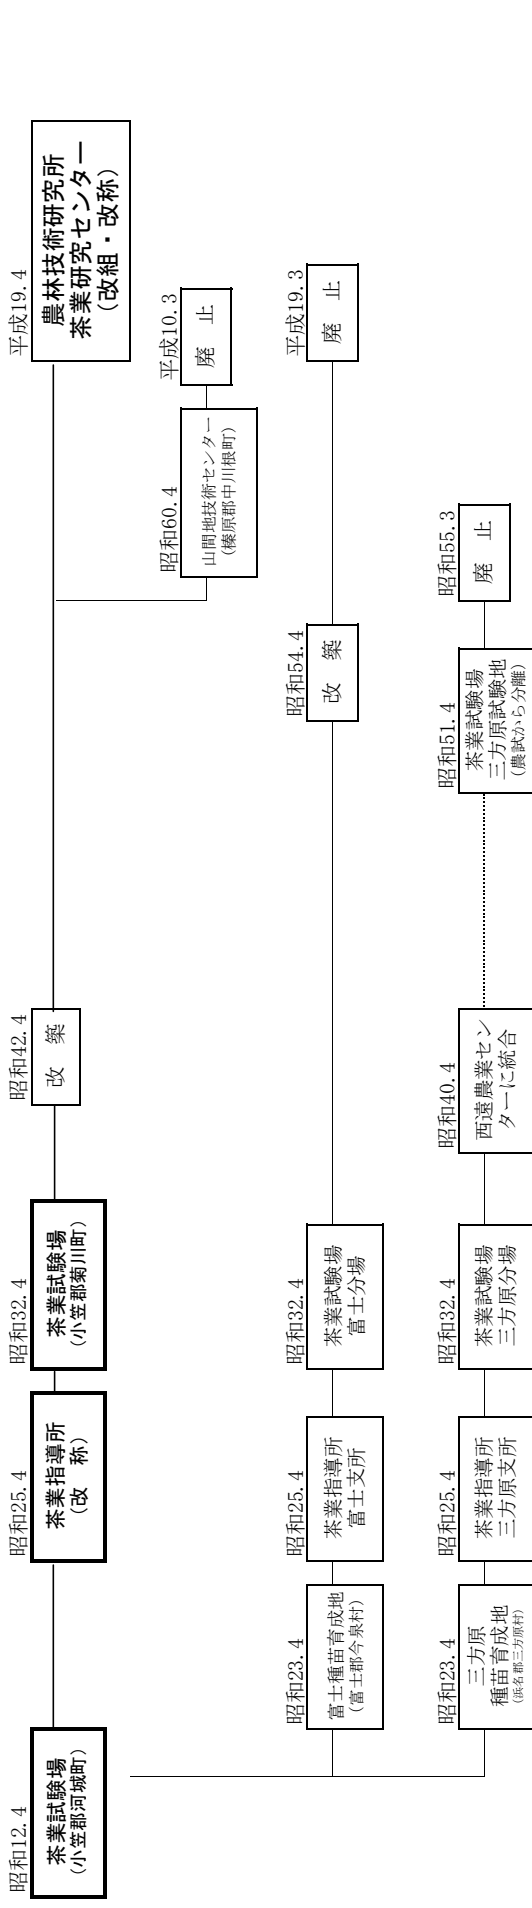 昭和12.4
茶業試験場
(小笠郡河城町)
昭和25.4
茶業指導所
(改 称)
昭和32.4
茶業試験場
(小笠郡菊川町)
昭和42.4
改 築
平成19.4
農林技術研究所
茶業研究センター
(改組・改称)
昭和60.4
山間地技術センター
(榛原郡中川根町)
平成10.3
廃 止
昭和23.4
富士種苗育成地
(富士郡今泉村)
昭和25.4
茶業指導所
富士支所
昭和32.4
茶業試験場
富士分場
昭和54.4
改 築
平成19.3
廃 止
昭和23.4
三方原
種苗育成地
(浜名郡三方原村)
昭和25.4
茶業指導所
三方原支所
昭和32.4
茶業試験場
三方原分場
昭和40.4
西遠農業セン
ターに統合
昭和51.4
茶業試験場
三方原試験地
(農試から分離)
昭和55.3
廃 止